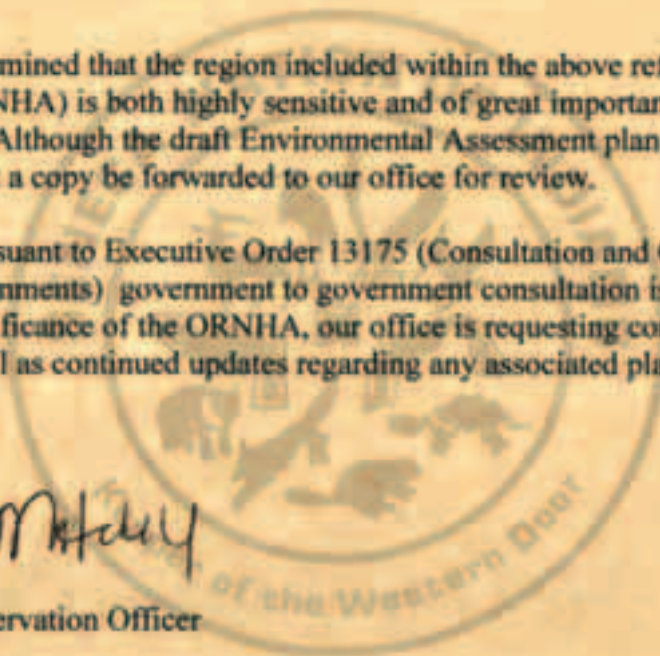 mined that the region included within the above ref
NHA) is both highly sensitive and of great importan
Although the draft Environmental Assessment plan
a copy be forwarded to our office for review.
suant to Executive Order 13175 (Consultation and
nments) government to government consultation is
ficance of the ORNHA, our office is requesting co
l as continued updates regarding any associated pla
of the Western Door
ervation Officer